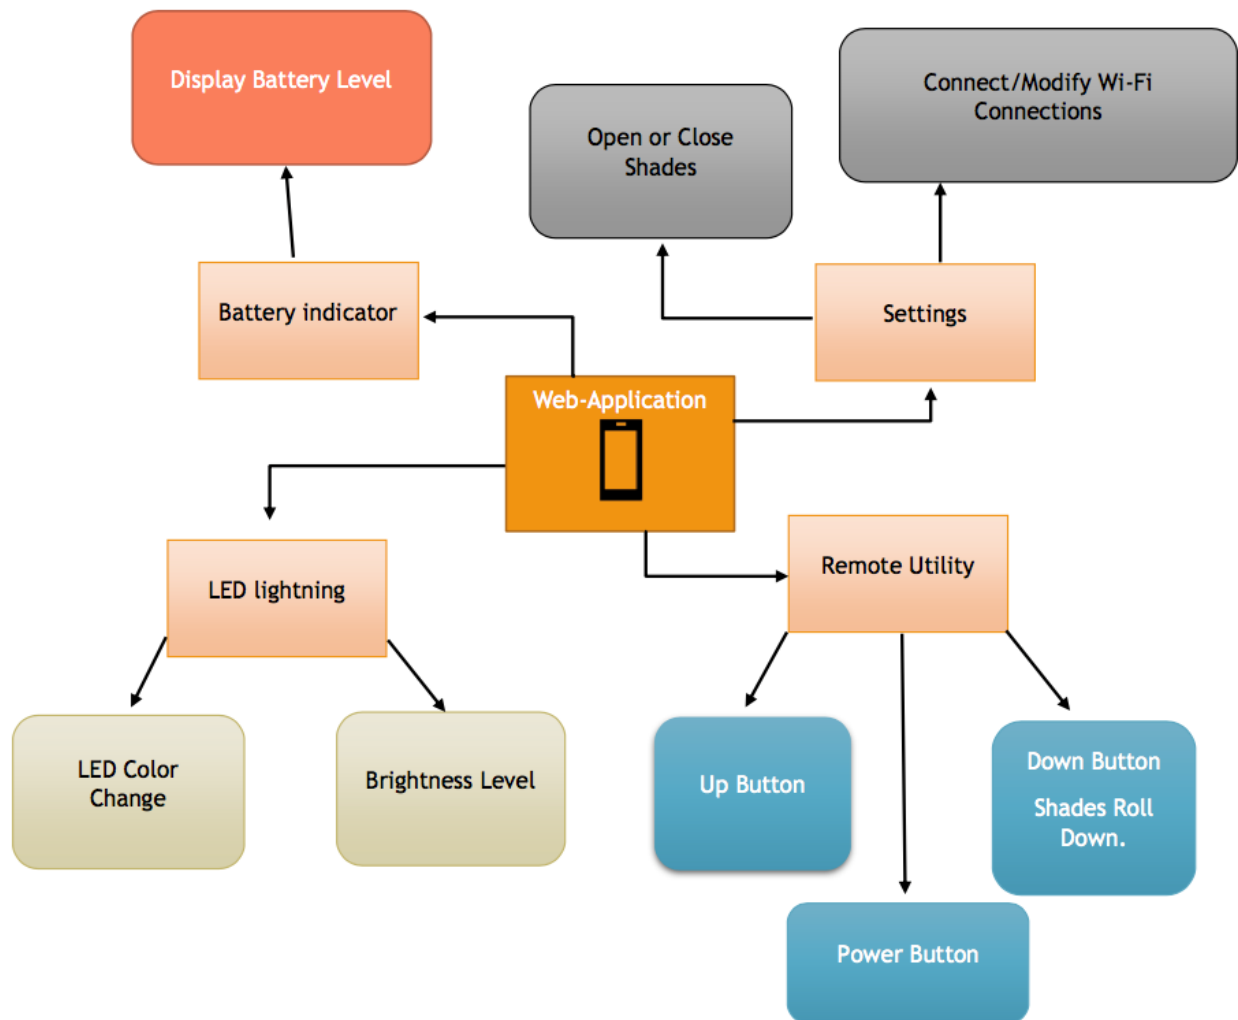 Display Battery Level
Connect/Modify Wi-Fi
Connections
Open or Close
Shades
Battery indicator
Settings
Web-Application
LED lightning
Remote Utility
LED Color
Change
Brightness Level
Up Button
Down Button
Shades Roll
Down.
Power Button